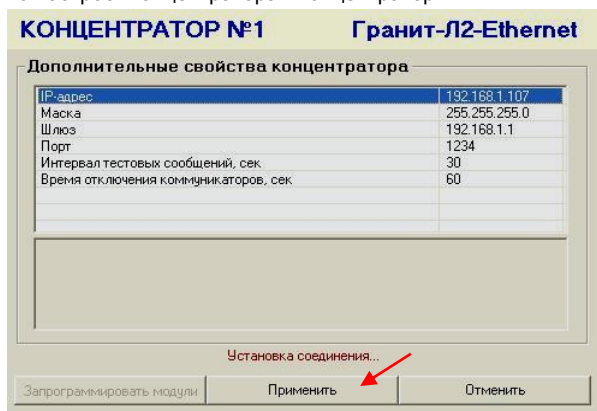 КОНЦЕНТРАТОР №1 Гранит-Л2-Ethernet
Дополнительные свойства концентратора
IP-адрес 192.168.1.107
Маска 255.255.255.0
Шлюз 192.168.1.1
Порт 1234
Интервал тестовых сообщений, сек 30
Время отключения коммуникаторов, сек 60
Установка соединения...
Запрограммировать модули Применить Отменить